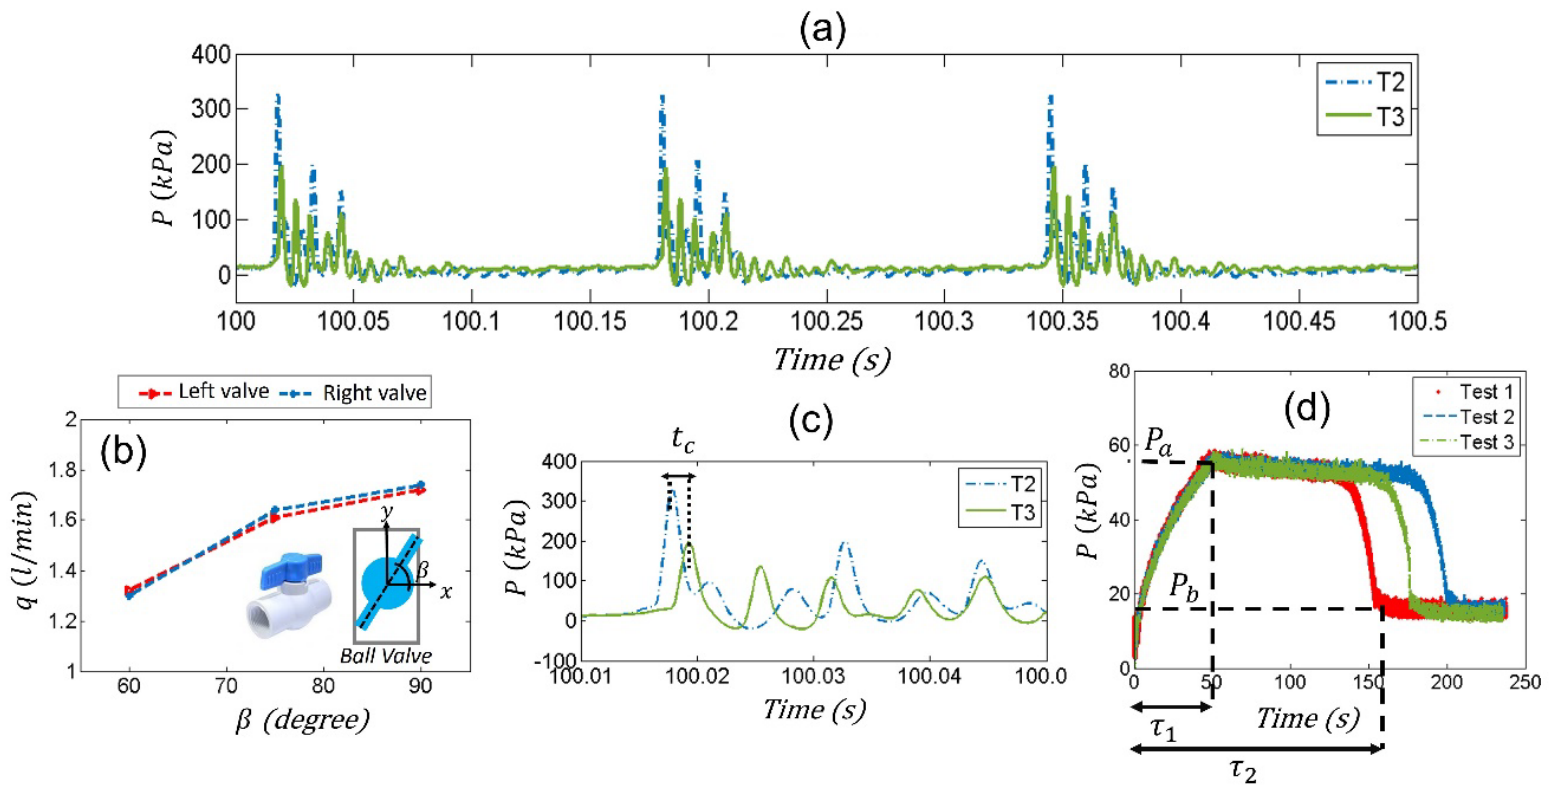 (a)
400
300
200
100
0
P (kPa)
T2
T3
100 100.05 100.1 100.15 100.2 100.25 100.3 100.35 100.4 100.45 100.5
Time (s)
Left valve Right valve
(b)
2
1.8
1.6
1.4
1.2
1
q (l/min)
y
β
x
Ball Valve
60 70 80 90
β (degree)
(c)
t_c
400
300
200
100
0
-100
P (kPa)
T2
T3
100.01 100.02 100.03 100.04 100.0
Time (s)
(d)
80
60
40
20
0
P (kPa)
P_a
P_b
Test 1
Test 2
Test 3
0 50 100 150 200 250
Time (s)
τ_1
τ_2